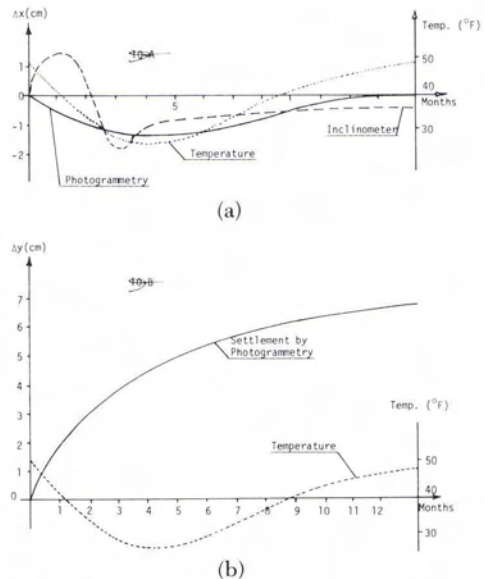 Δx(cm)
Temp. (°F)
10-A
1
50
40
0
5
Months
-1
30
Inclinometer
-2
Temperature
Photogrammetry
(a)
Δy(cm)
10-B
7
6
Settlement by
Photogrammetry
5
4
3
Temp. (°F)
2
Temperature
50
1
0
40
1 2 3 4 5 6 7 8 9 10 11 12
Months
30
(b)